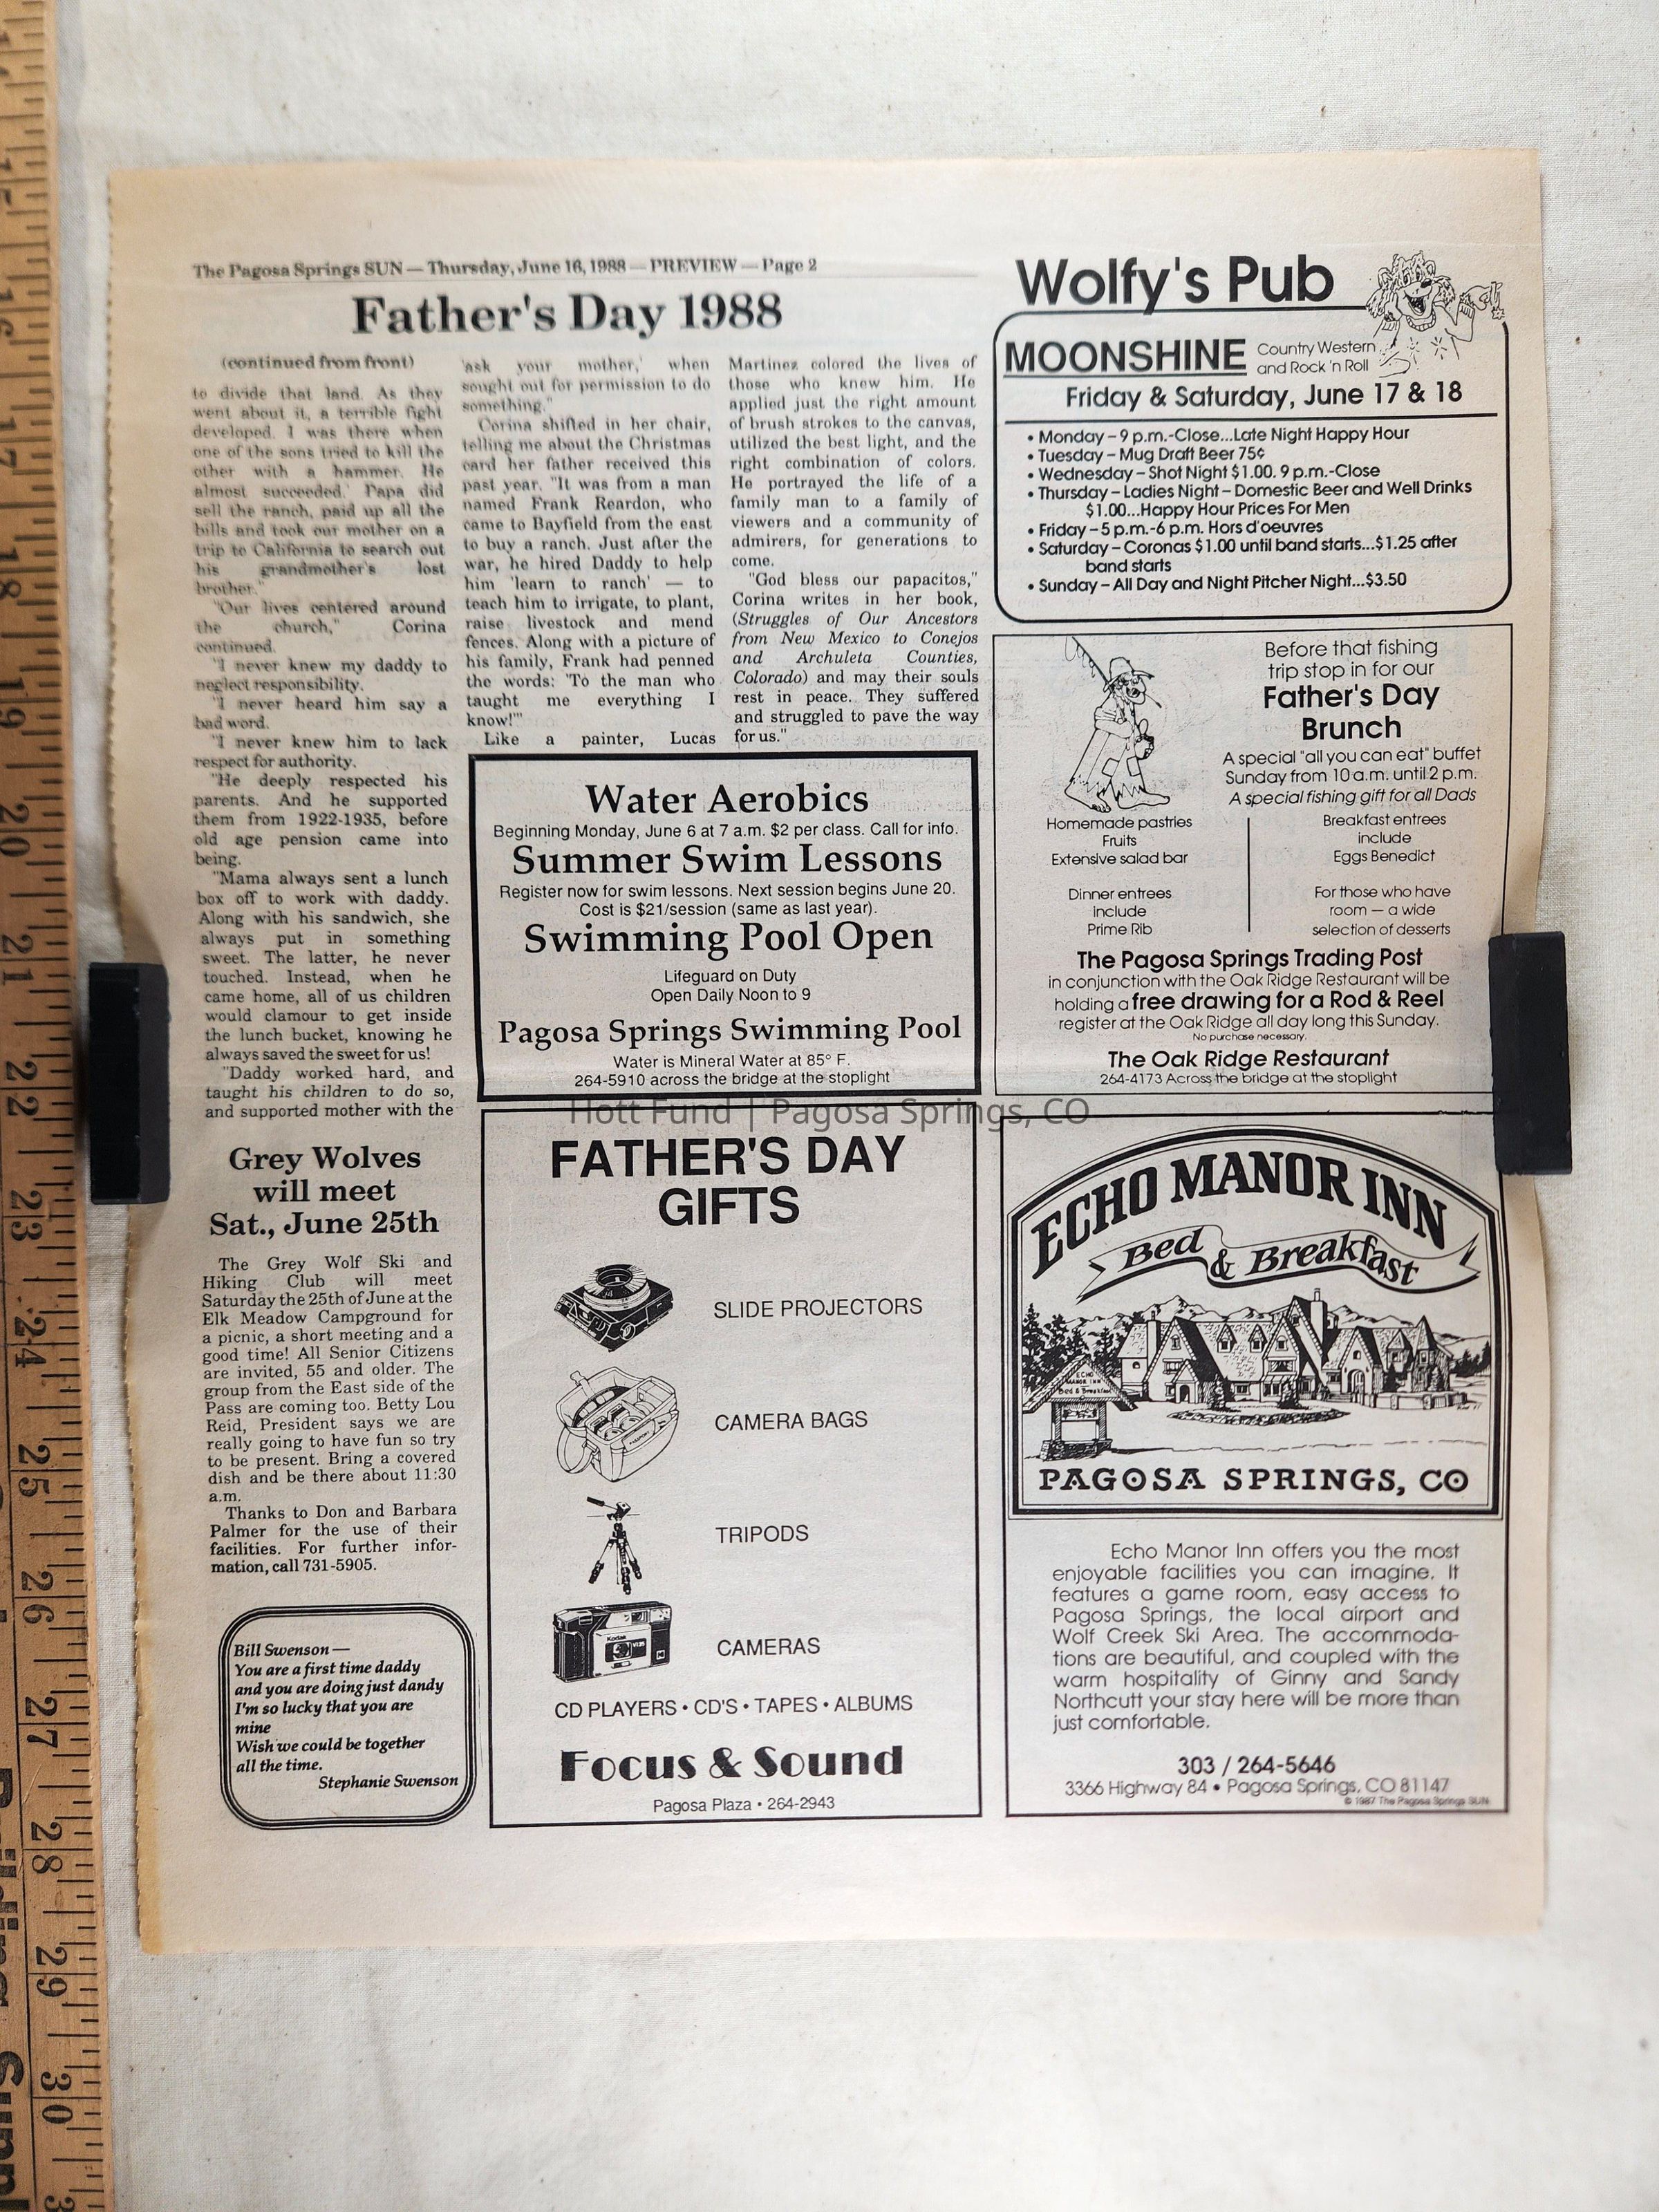 The Pagosa Springs SUN — Thursday, June 16, 1988 — PREVIEW — Page 2
Father's Day 1988
(continued from front)
to divide that land. As they
went about it, a terrible fight
developed. I was there when
one of the sons tried to kill the
other with a hammer. He
almost succeeded.' Papa did
sell the ranch, paid up all the
bills and took our mother on a
trip to California to search out
his grandmother's lost
brother."
"Our lives centered around
the church," Corina
continued.
"I never knew my daddy to
neglect responsibility.
"I never heard him say a
bad word.
"I never knew him to lack
respect for authority.
"He deeply respected his
parents. And he supported
them from 1922-1935, before
old age pension came into
being.
"Mama always sent a lunch
box off to work with daddy.
Along with his sandwich, she
always put in something
sweet. The latter, he never
touched. Instead, when he
came home, all of us children
would clamour to get inside
the lunch bucket, knowing he
always saved the sweet for us!
"Daddy worked hard, and
taught his children to do so,
and supported mother with the
'ask your mother,' when
sought out for permission to do
something."
Corina shifted in her chair,
telling me about the Christmas
card her father received this
past year. "It was from a man
named Frank Reardon, who
came to Bayfield from the east
to buy a ranch. Just after the
war, he hired Daddy to help
him 'learn to ranch' — to
teach him to irrigate, to plant,
raise livestock and mend
fences. Along with a picture of
his family, Frank had penned
the words: 'To the man who
taught me everything I
know!'"
Like a painter, Lucas
Martinez colored the lives of
those who knew him. He
applied just the right amount
of brush strokes to the canvas,
utilized the best light, and the
right combination of colors.
He portrayed the life of a
family man to a family of
viewers and a community of
admirers, for generations to
come.
"God bless our papacitos,"
Corina writes in her book,
(Struggles of Our Ancestors
from New Mexico to Conejos
and Archuleta Counties,
Colorado) and may their souls
rest in peace. They suffered
and struggled to pave the way
for us."
Grey Wolves
will meet
Sat., June 25th
The Grey Wolf Ski and
Hiking Club will meet
Saturday the 25th of June at the
Elk Meadow Campground for
a picnic, a short meeting and a
good time! All Senior Citizens
are invited, 55 and older. The
group from the East side of the
Pass are coming too. Betty Lou
Reid, President says we are
really going to have fun so try
to be present. Bring a covered
dish and be there about 11:30
a.m.
Thanks to Don and Barbara
Palmer for the use of their
facilities. For further infor-
mation, call 731-5905.
Bill Swenson —
You are a first time daddy
and you are doing just dandy
I'm so lucky that you are
mine
Wish we could be together
all the time.
Stephanie Swenson
Water Aerobics
Beginning Monday, June 6 at 7 a.m. $2 per class. Call for info.
Summer Swim Lessons
Register now for swim lessons. Next session begins June 20.
Cost is $21/session (same as last year).
Swimming Pool Open
Lifeguard on Duty
Open Daily Noon to 9
Pagosa Springs Swimming Pool
Water is Mineral Water at 85° F.
264-5910 across the bridge at the stoplight
Hott Fund | Pagosa Springs, CO
FATHER'S DAY
GIFTS
SLIDE PROJECTORS
CAMERA BAGS
TRIPODS
Kodak
CAMERAS
CD PLAYERS • CD'S • TAPES • ALBUMS
Focus & Sound
Pagosa Plaza • 264-2943
Wolfy's Pub
MOONSHINE Country Western
and Rock 'n Roll
Friday & Saturday, June 17 & 18
• Monday – 9 p.m.-Close...Late Night Happy Hour
• Tuesday – Mug Draft Beer 75¢
• Wednesday – Shot Night $1.00. 9 p.m.-Close
• Thursday – Ladies Night – Domestic Beer and Well Drinks
$1.00...Happy Hour Prices For Men
• Friday – 5 p.m.-6 p.m. Hors d'oeuvres
• Saturday – Coronas $1.00 until band starts...$1.25 after
band starts
• Sunday – All Day and Night Pitcher Night...$3.50
Before that fishing
trip stop in for our
Father's Day
Brunch
A special "all you can eat" buffet
Sunday from 10 a.m. until 2 p.m.
A special fishing gift for all Dads
Homemade pastries
Fruits
Extensive salad bar
Dinner entrees
include
Prime Rib
Breakfast entrees
include
Eggs Benedict
For those who have
room — a wide
selection of desserts
The Pagosa Springs Trading Post
in conjunction with the Oak Ridge Restaurant will be
holding a free drawing for a Rod & Reel
register at the Oak Ridge all day long this Sunday.
No purchase necessary.
The Oak Ridge Restaurant
264-4173 Across the bridge at the stoplight
ECHO MANOR INN
Bed & Breakfast
ECHO
MANOR INN
Bed & Breakfast
PAGOSA SPRINGS, CO
Echo Manor Inn offers you the most
enjoyable facilities you can imagine. It
features a game room, easy access to
Pagosa Springs, the local airport and
Wolf Creek Ski Area. The accommoda-
tions are beautiful, and coupled with the
warm hospitality of Ginny and Sandy
Northcutt your stay here will be more than
just comfortable.
303 / 264-5646
3366 Highway 84 • Pagosa Springs, CO 81147
© 1987 The Pagosa Springs SUN
17
18
19
20
21
22
23
24
25
26
27
28
29
30